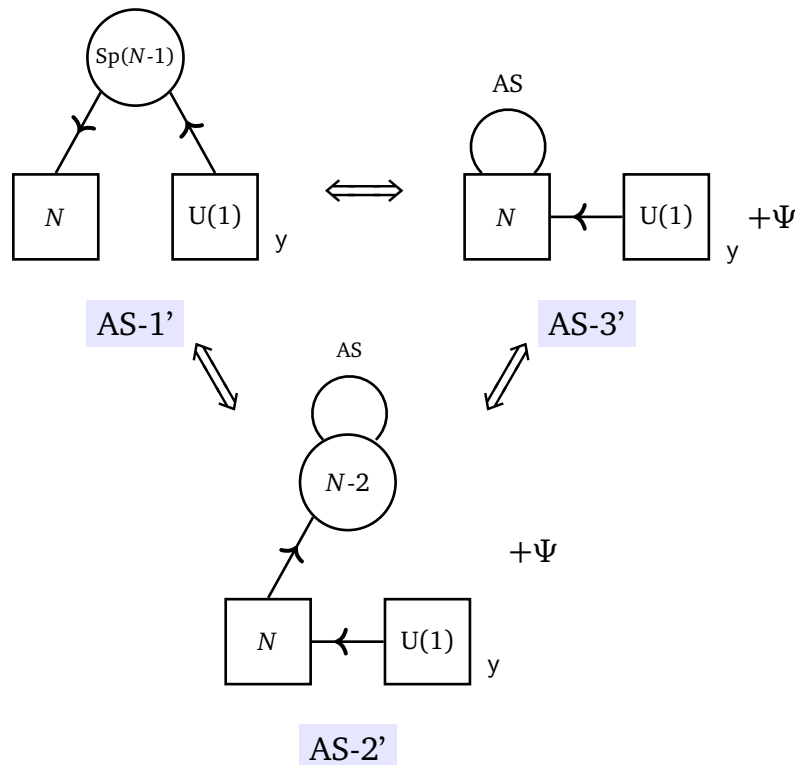 Sp(N-1)
N
U(1)
y
AS-1'
AS
N
U(1)
y
+Ψ
AS-3'
AS
N-2
+Ψ
N
U(1)
y
AS-2'